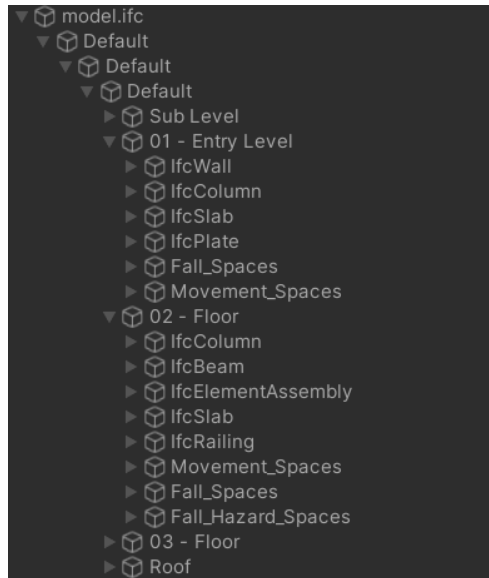 model.ifc
Default
Default
Default
Sub Level
01 - Entry Level
IfcWall
IfcColumn
IfcSlab
IfcPlate
Fall_Spaces
Movement_Spaces
02 - Floor
IfcColumn
IfcBeam
IfcElementAssembly
IfcSlab
IfcRailing
Movement_Spaces
Fall_Spaces
Fall_Hazard_Spaces
03 - Floor
Roof